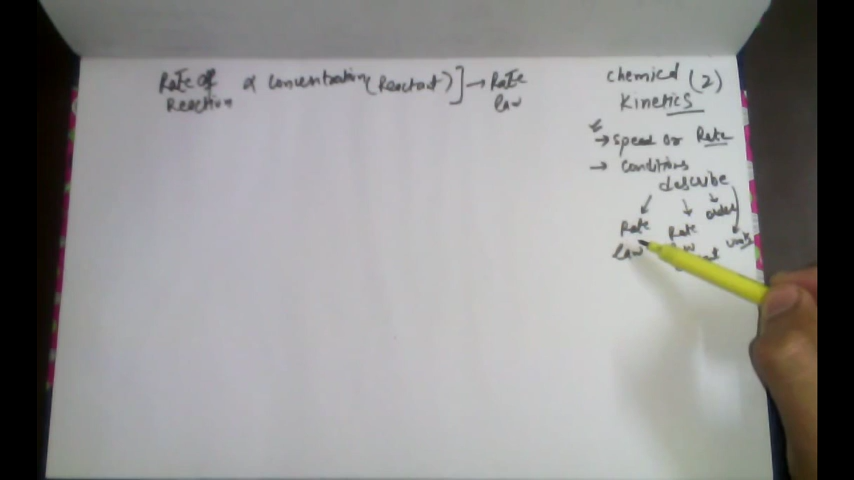 Rate of
Reaction
α concentration (Reactant) ] → Rate
law
chemical (2)
Kinetics
→ speed or Rate
→ conditions
describe
Rate
law
Rate
order
units